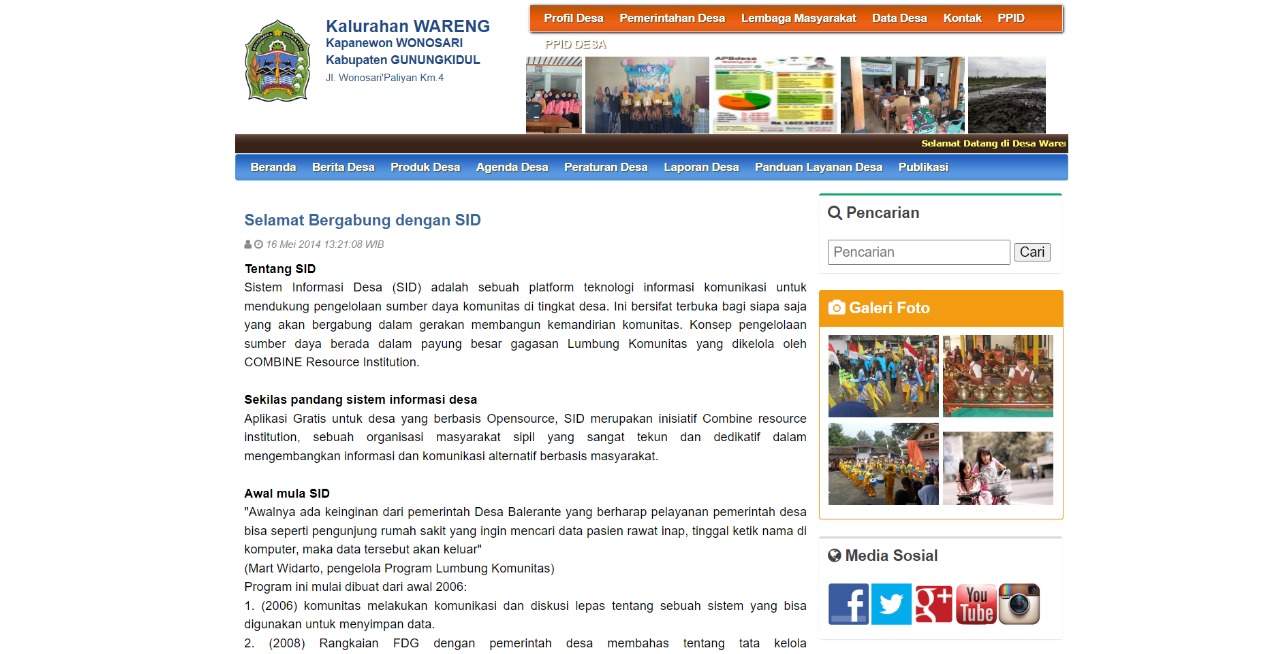 Kalurahan WARENG
Kapanewon WONOSARI
Kabupaten GUNUNGKIDUL
Jl. Wonosari'Paliyan Km.4
Profil Desa Pemerintahan Desa Lembaga Masyarakat Data Desa Kontak PPID
PPID DESA
APBdesa
Selamat Datang di Desa Warer
Beranda Berita Desa Produk Desa Agenda Desa Peraturan Desa Laporan Desa Panduan Layanan Desa Publikasi
Selamat Bergabung dengan SID
16 Mei 2014 13:21:08 WIB
Tentang SID
Sistem Informasi Desa (SID) adalah sebuah platform teknologi informasi komunikasi untuk
mendukung pengelolaan sumber daya komunitas di tingkat desa. Ini bersifat terbuka bagi siapa saja
yang akan bergabung dalam gerakan membangun kemandirian komunitas. Konsep pengelolaan
sumber daya berada dalam payung besar gagasan Lumbung Komunitas yang dikelola oleh
COMBINE Resource Institution.
Sekilas pandang sistem informasi desa
Aplikasi Gratis untuk desa yang berbasis Opensource, SID merupakan inisiatif Combine resource
institution, sebuah organisasi masyarakat sipil yang sangat tekun dan dedikatif dalam
mengembangkan informasi dan komunikasi alternatif berbasis masyarakat.
Awal mula SID
"Awalnya ada keinginan dari pemerintah Desa Balerante yang berharap pelayanan pemerintah desa
bisa seperti pengunjung rumah sakit yang ingin mencari data pasien rawat inap, tinggal ketik nama di
komputer, maka data tersebut akan keluar"
(Mart Widarto, pengelola Program Lumbung Komunitas)
Program ini mulai dibuat dari awal 2006:
1. (2006) komunitas melakukan komunikasi dan diskusi lepas tentang sebuah sistem yang bisa
digunakan untuk menyimpan data.
2. (2008) Rangkaian FDG dengan pemerintah desa membahas tentang tata kelola
Pencarian
Pencarian Cari
Galeri Foto
Media Sosial
You
Tube